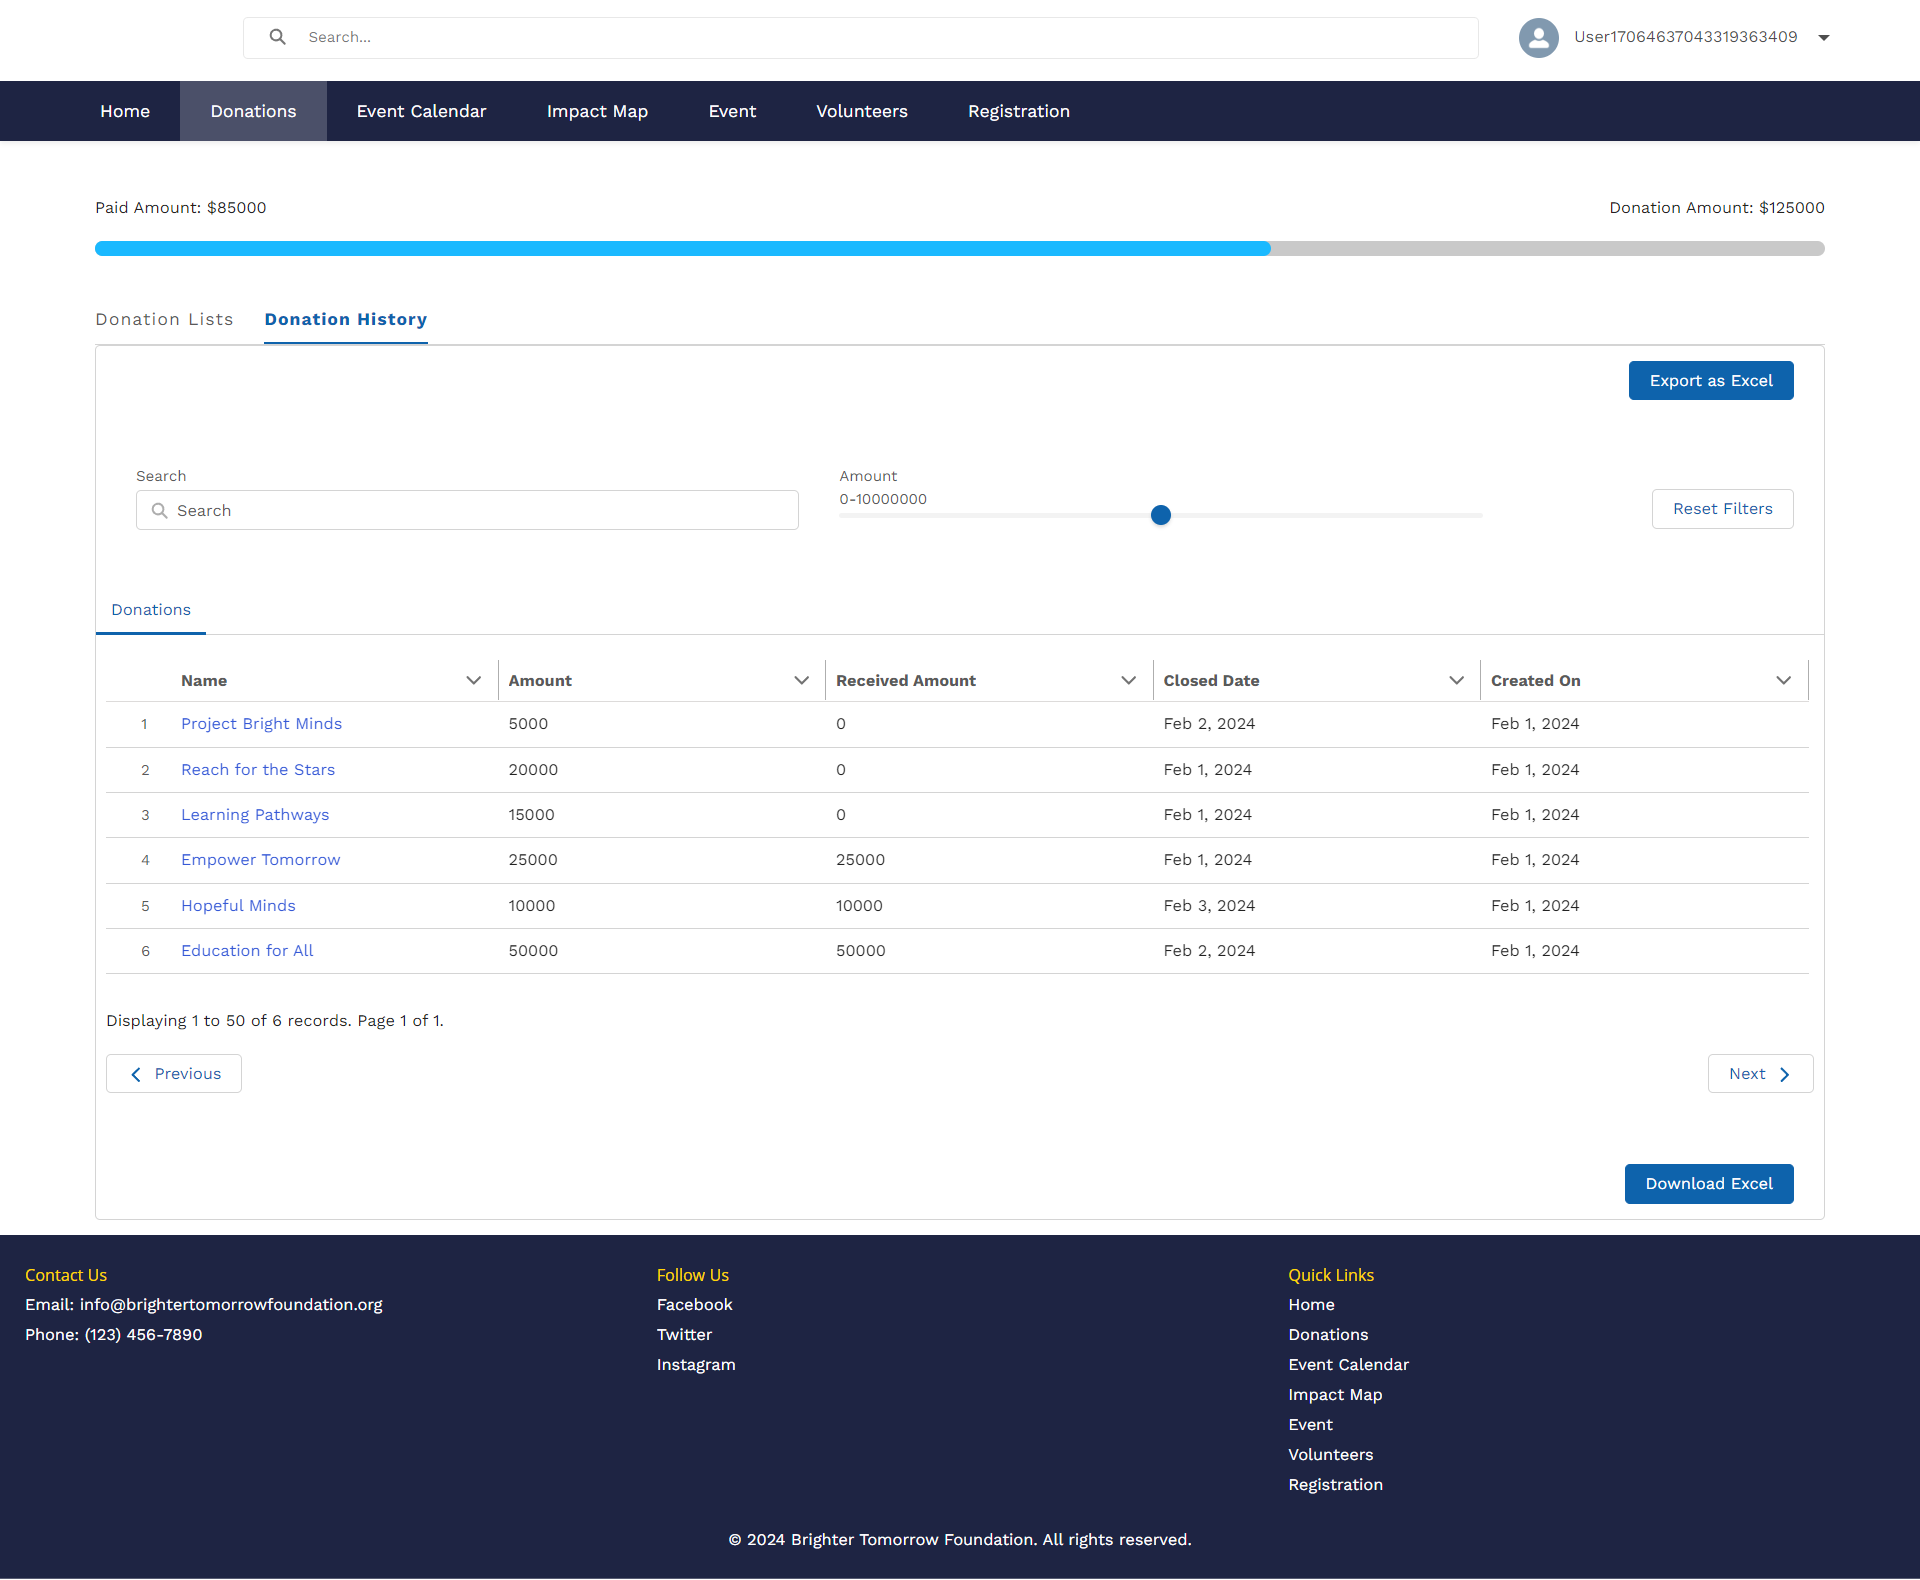 Search...
User17064637043319363409
Home Donations Event Calendar Impact Map Event Volunteers Registration
Paid Amount: $85000 Donation Amount: $125000
Donation Lists Donation History
Export as Excel
Search
Search
Amount
0-10000000
Reset Filters
Donations
Name Amount Received Amount Closed Date Created On
1 Project Bright Minds 5000 0 Feb 2, 2024 Feb 1, 2024
2 Reach for the Stars 20000 0 Feb 1, 2024 Feb 1, 2024
3 Learning Pathways 15000 0 Feb 1, 2024 Feb 1, 2024
4 Empower Tomorrow 25000 25000 Feb 1, 2024 Feb 1, 2024
5 Hopeful Minds 10000 10000 Feb 3, 2024 Feb 1, 2024
6 Education for All 50000 50000 Feb 2, 2024 Feb 1, 2024
Displaying 1 to 50 of 6 records. Page 1 of 1.
Previous Next
Download Excel
Contact Us
Email: info@brightertomorrowfoundation.org
Phone: (123) 456-7890
Follow Us
Facebook
Twitter
Instagram
Quick Links
Home
Donations
Event Calendar
Impact Map
Event
Volunteers
Registration
© 2024 Brighter Tomorrow Foundation. All rights reserved.